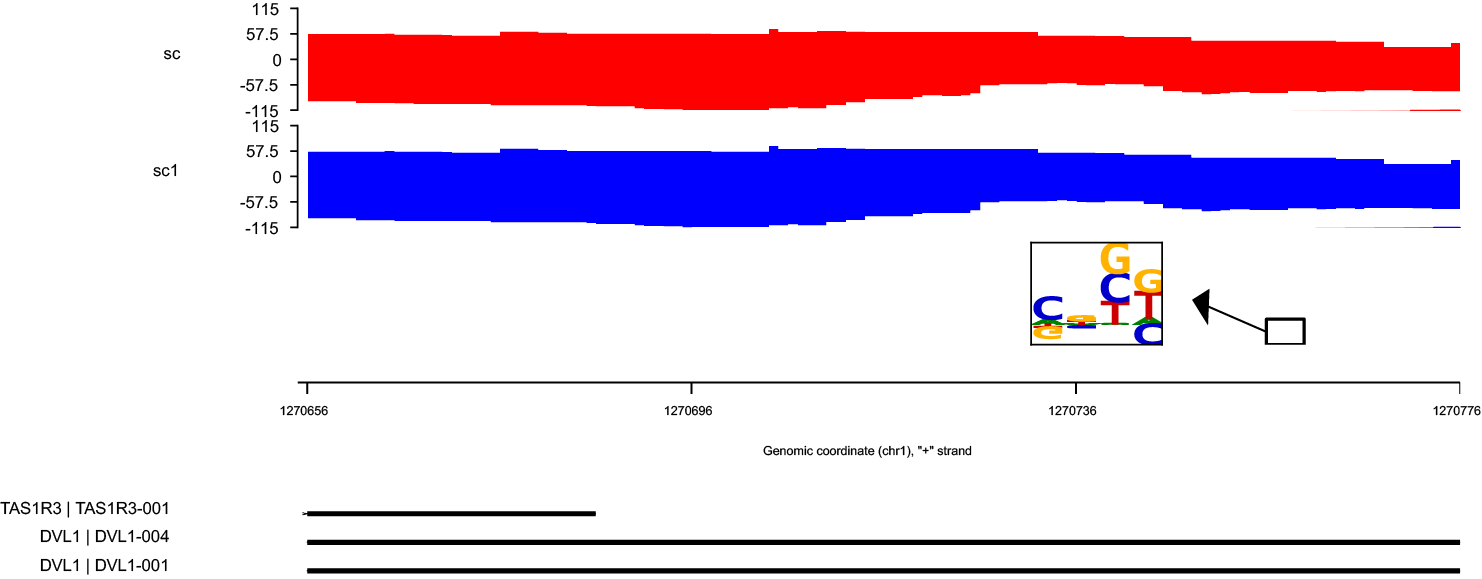 115
57.5
sc
0
-57.5
-115
115
57.5
sc1
0
-57.5
-115
G
C G
C G T T
G C
1270656 1270696 1270736 1270776
Genomic coordinate (chr1), "+" strand
TAS1R3 | TAS1R3-001
DVL1 | DVL1-004
DVL1 | DVL1-001